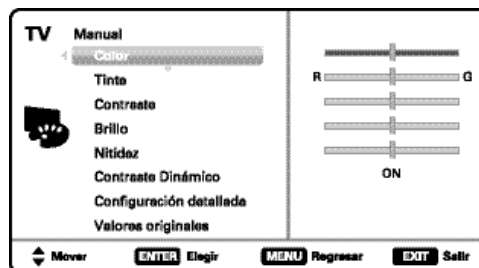 TV Manual
Color
Tinte R G
Contraste
Brillo
Nitidez
Contraste Dinámico ON
Configuración detallada
Valores originales
Mover ENTER Elegir MENU Regresar EXIT Salir